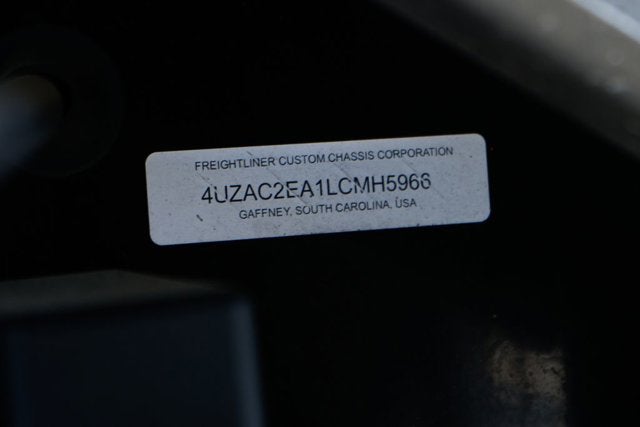 FREIGHTLINER CUSTOM CHASSIS CORPORATION
4UZAC2EA1LCMH5966
GAFFNEY, SOUTH CAROLINA, USA